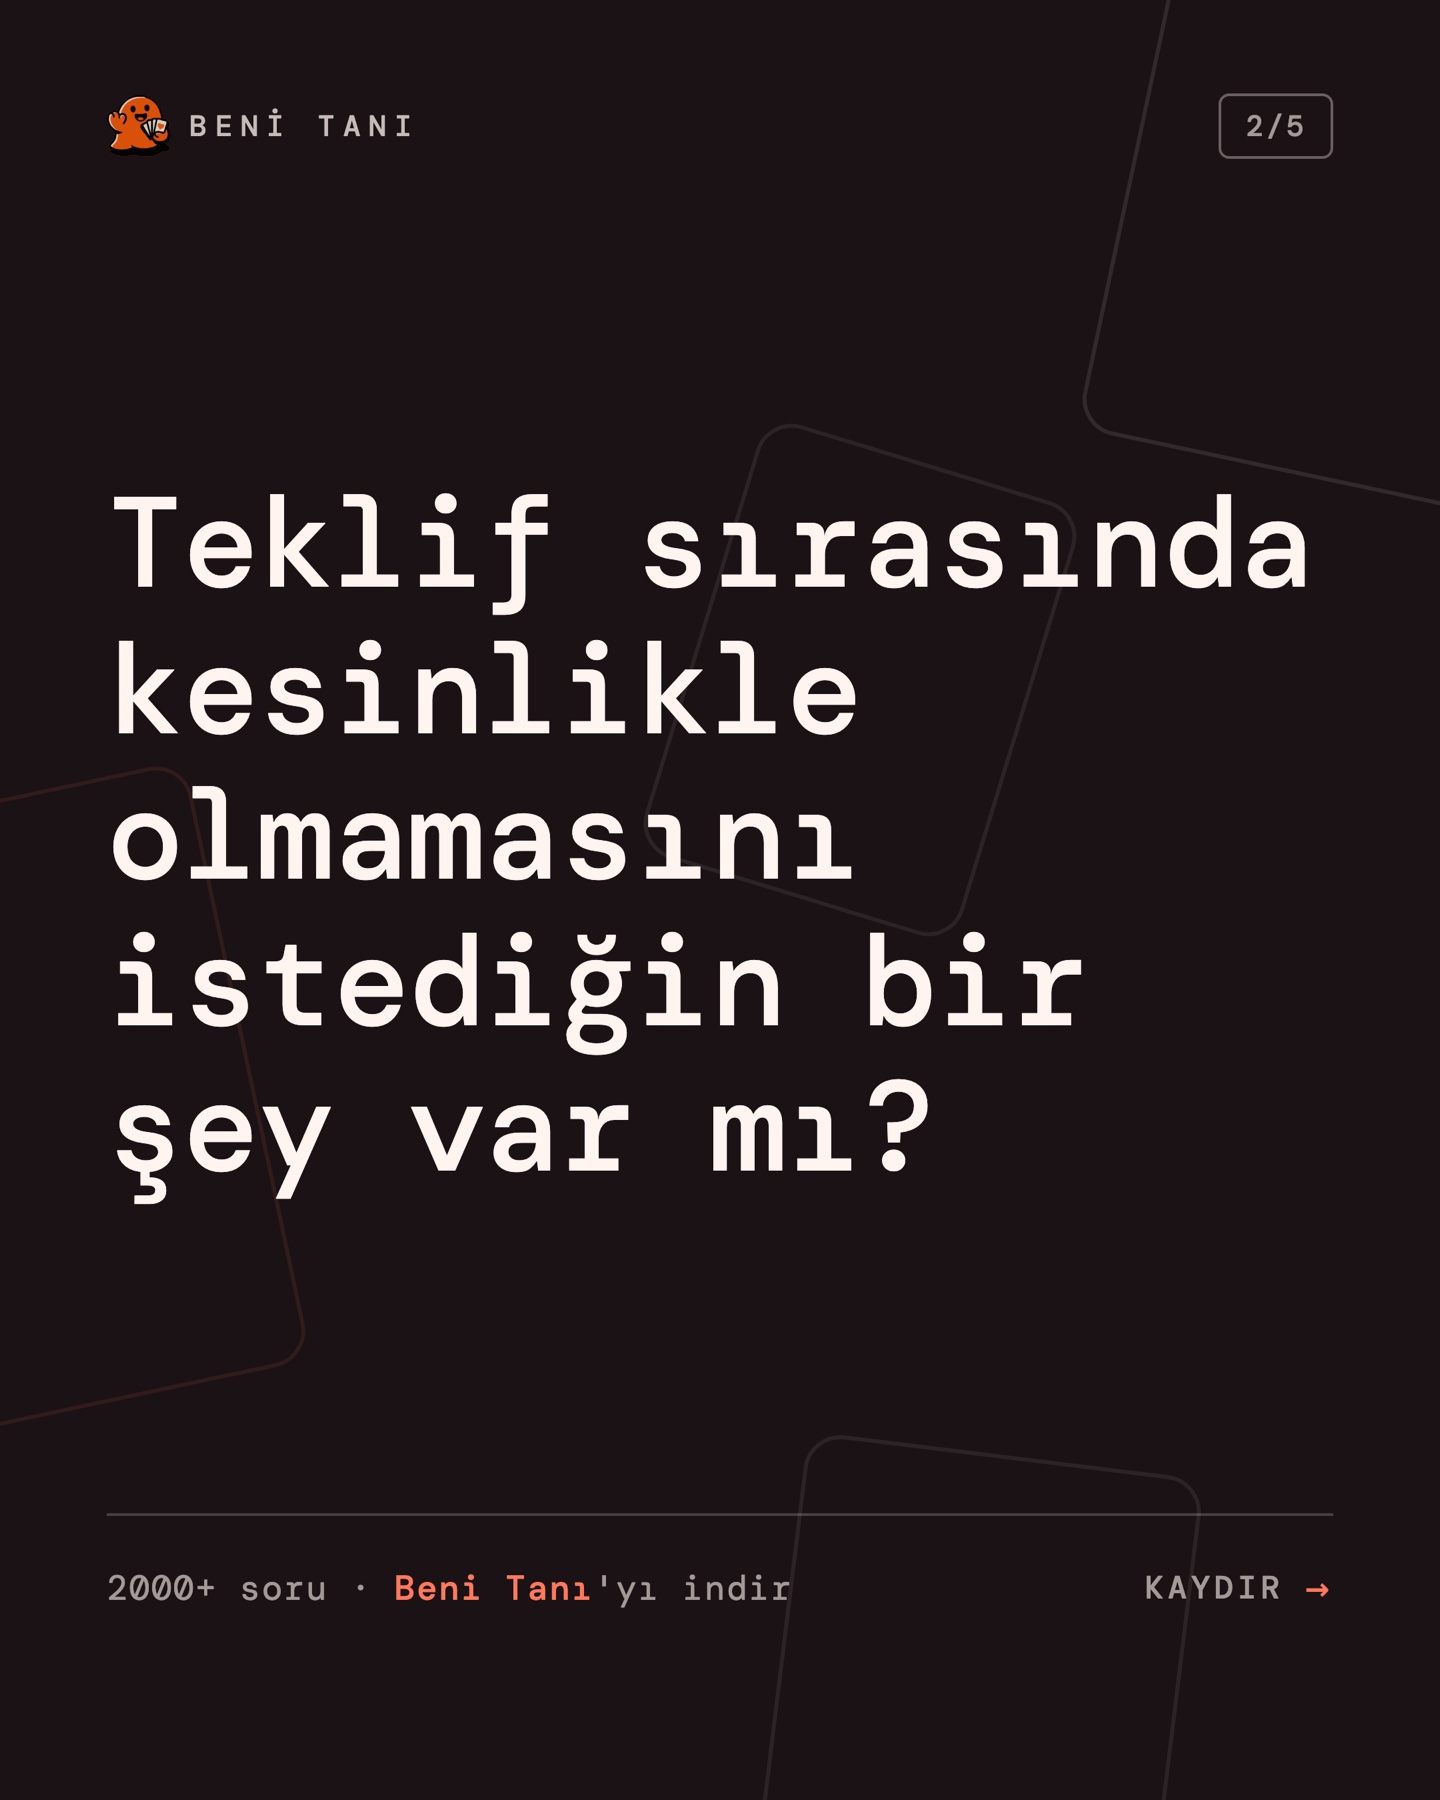 BENİ TANI
2/5
Teklif sırasında
kesinlikle
olmamasını
istediğin bir
şey var mı?
2000+ soru · Beni Tanı'yı indir
KAYDIR →